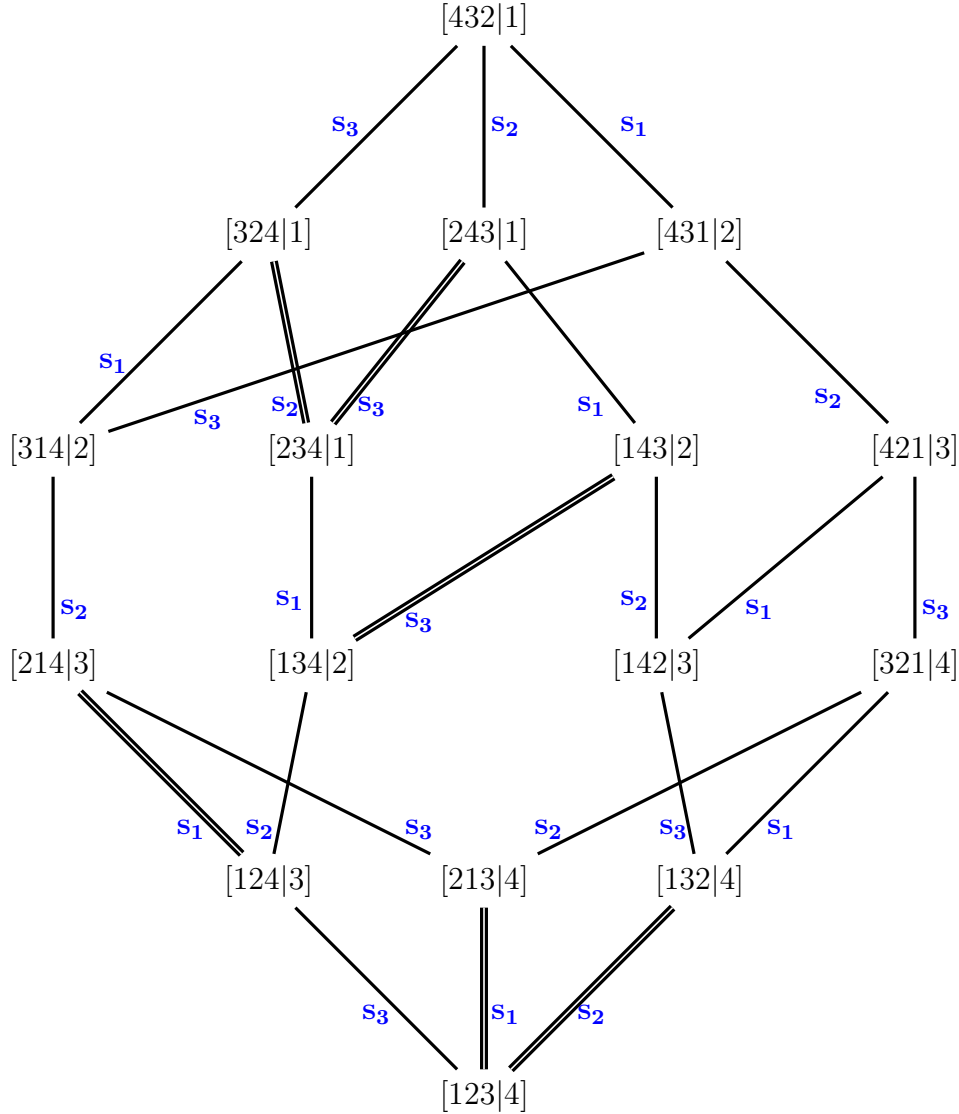 [432|1]
s₃ s₂ s₁
[324|1] [243|1] [431|2]
s₁ s₃ s₂ s₃ s₁ s₂
[314|2] [234|1] [143|2] [421|3]
s₂ s₁ s₃ s₂ s₁ s₃
[214|3] [134|2] [142|3] [321|4]
s₁ s₂ s₃ s₂ s₃ s₁
[124|3] [213|4] [132|4]
s₃ s₁ s₂
[123|4]